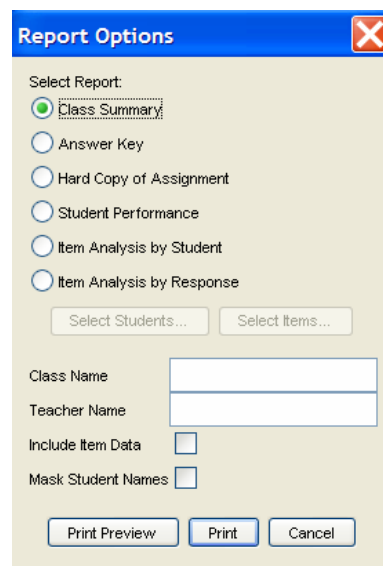 Report Options
Select Report:
Class Summary
Answer Key
Hard Copy of Assignment
Student Performance
Item Analysis by Student
Item Analysis by Response
Select Students... Select Items...
Class Name
Teacher Name
Include Item Data
Mask Student Names
Print Preview Print Cancel